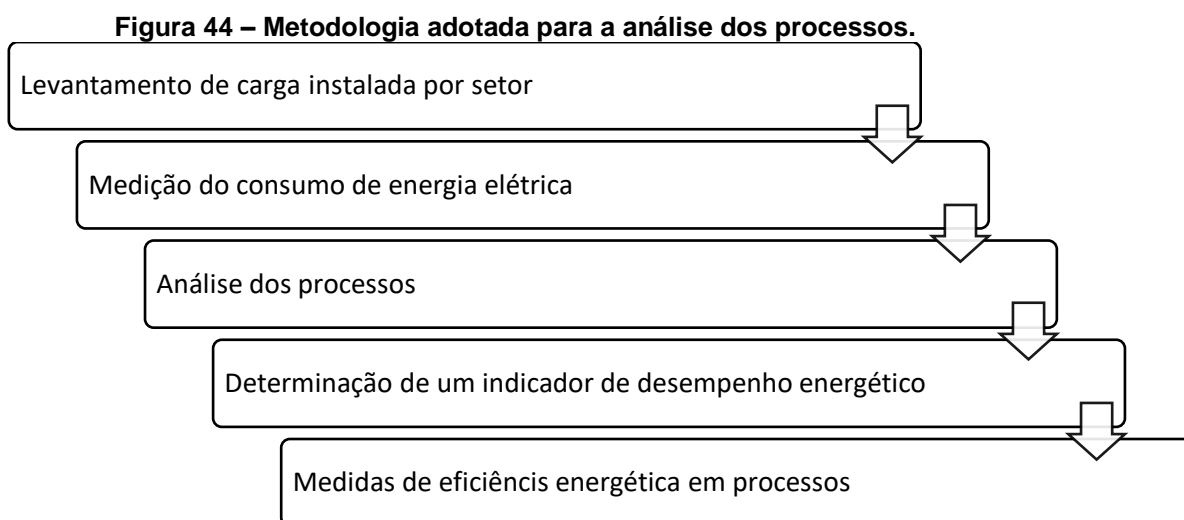 Figura 44 – Metodologia adotada para a análise dos processos.
Levantamento de carga instalada por setor
Medição do consumo de energia elétrica
Análise dos processos
Determinação de um indicador de desempenho energético
Medidas de eficiêncis energética em processos